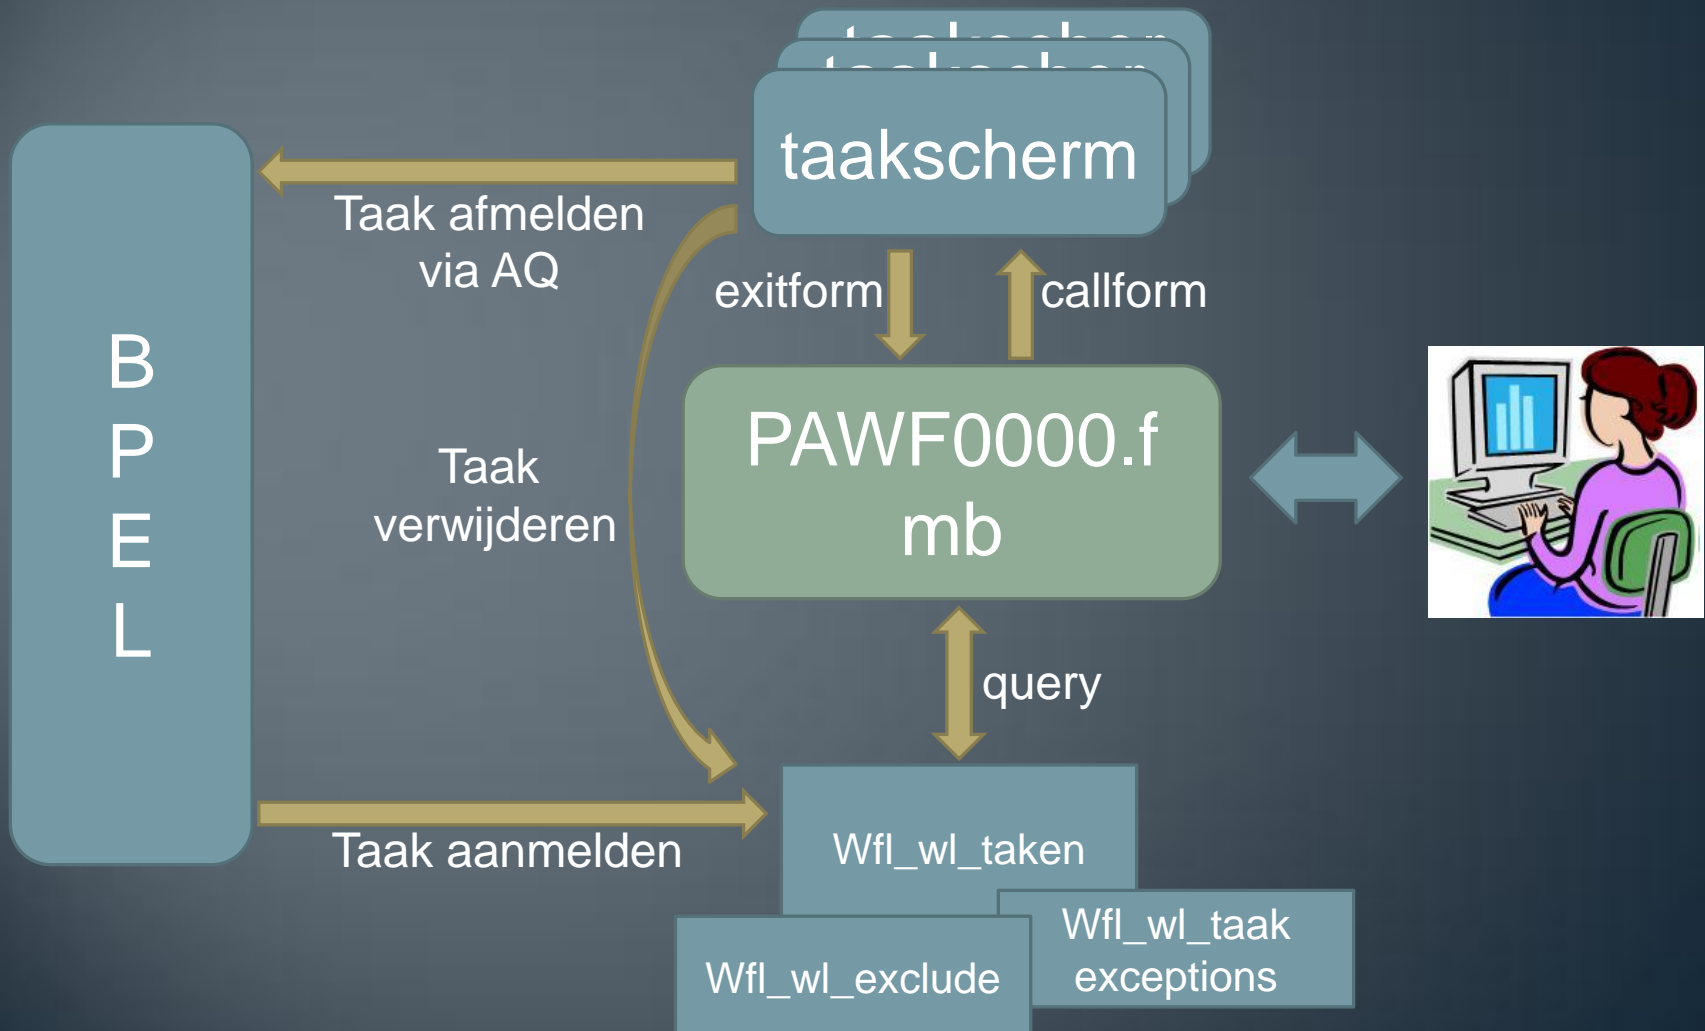 taakscherm
Taak afmelden
via AQ
exitform
callform
B
P
E
L
PAWF0000.f
mb
Taak
verwijderen
query
Taak aanmelden
Wfl_wl_taken
Wfl_wl_taak
exceptions
Wfl_wl_exclude